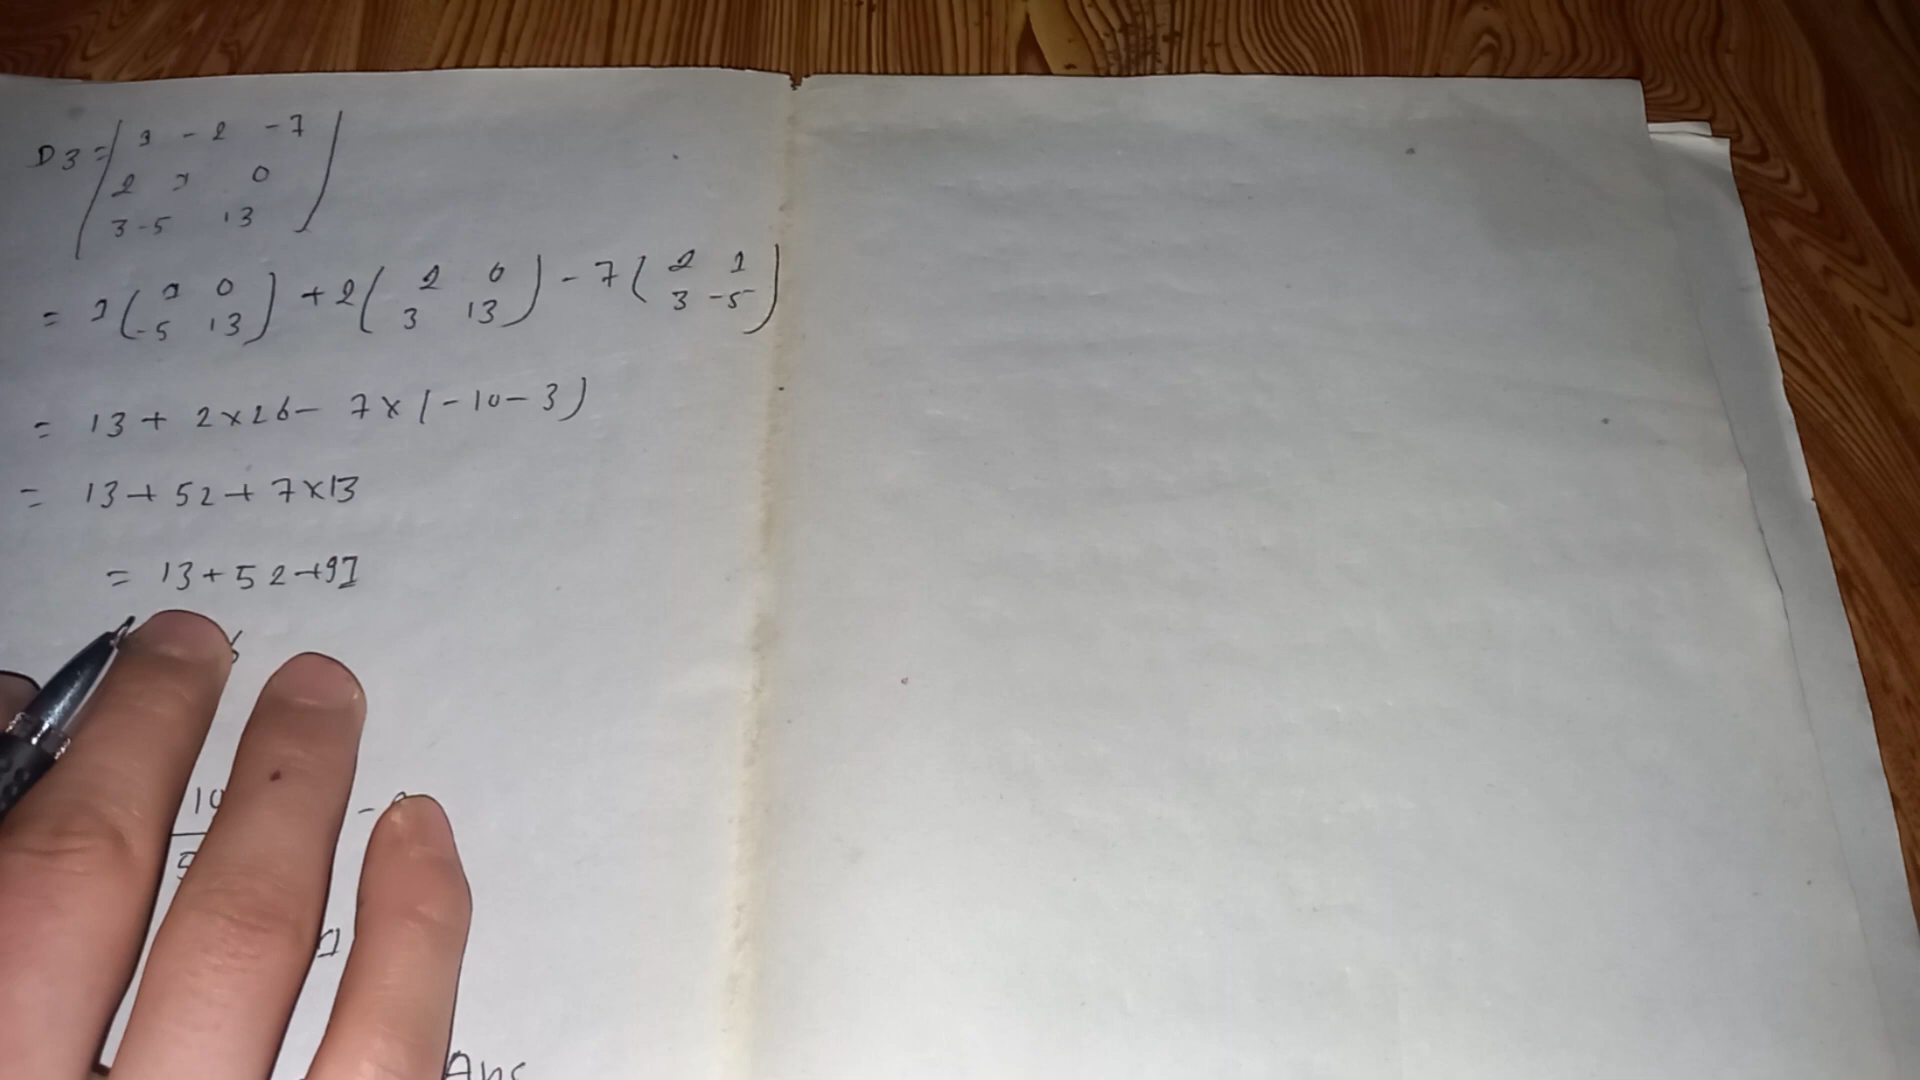 D3 = | 1 -2 -7 |
| 2 1 0 |
| 3 -5 13 |
= 1 ( 1 0 ) + 2 ( 2 0 ) - 7 ( 2 1 )
( -5 13 ) ( 3 13 ) ( 3 -5 )
= 13 + 2×26 - 7×(-10-3)
= 13 + 52 + 7×13
= 13 + 52 + 91
Ans